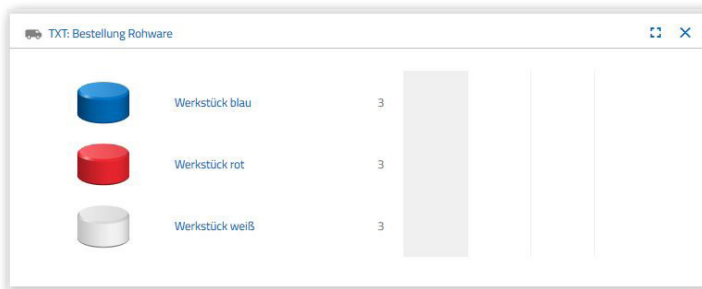 TXT: Bestellung Rohware
Werkstück blau 3
Werkstück rot 3
Werkstück weiß 3